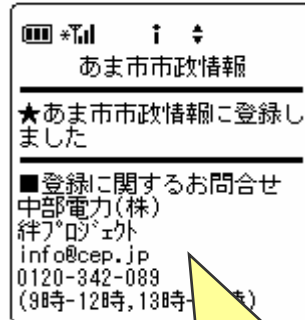 あま市市政情報
★あま市市政情報に登録し
ました
■登録に関するお問合せ
中部電力(株)
絆プロジェクト
info@cep.jp
0120-342-089
(9時-12時,13時-